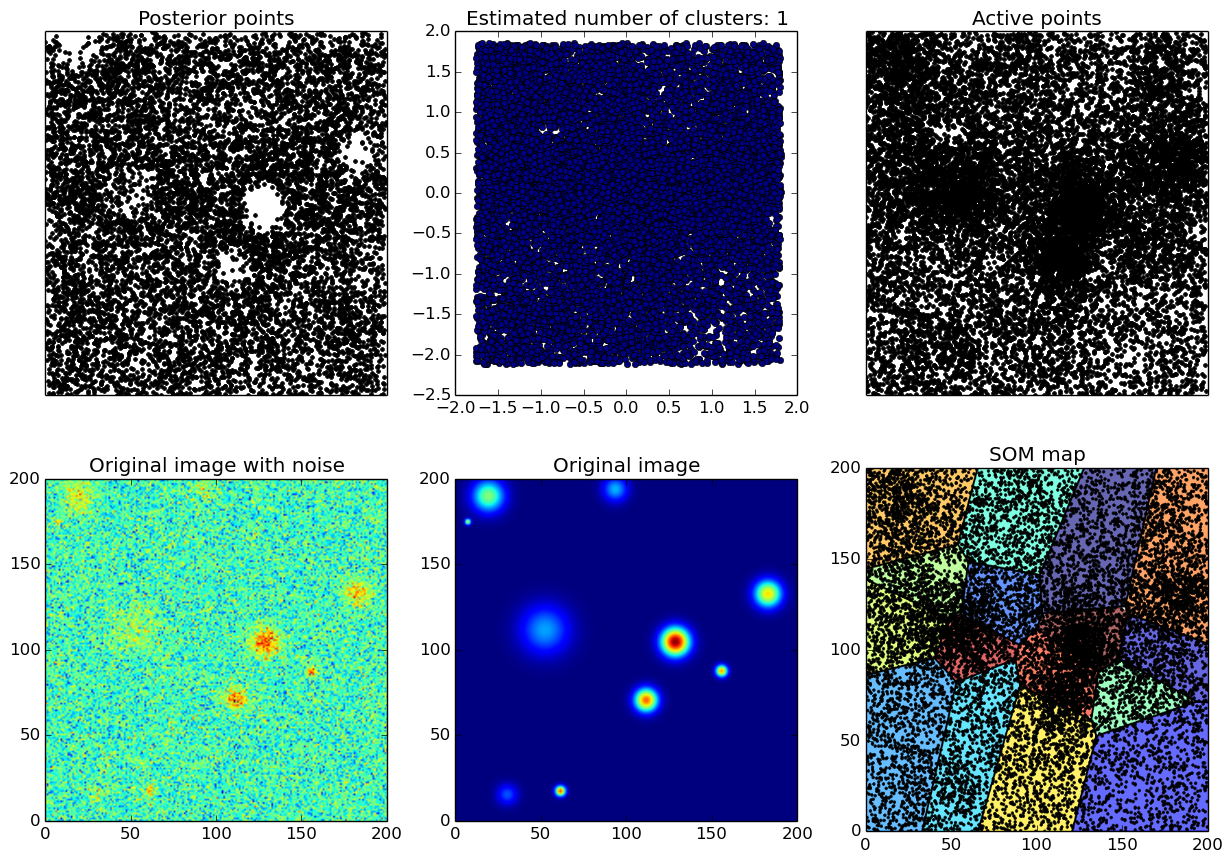 Posterior points
Estimated number of clusters: 1
Active points
2.0
1.5
1.0
0.5
0.0
−0.5
−1.0
−1.5
−2.0
−2.5
−2.0 −1.5 −1.0 −0.5 0.0 0.5 1.0 1.5 2.0
Original image with noise
Original image
SOM map
200
150
100
50
0
0 50 100 150 200
200
150
100
50
0
0 50 100 150 200
200
150
100
50
0
0 50 100 150 200